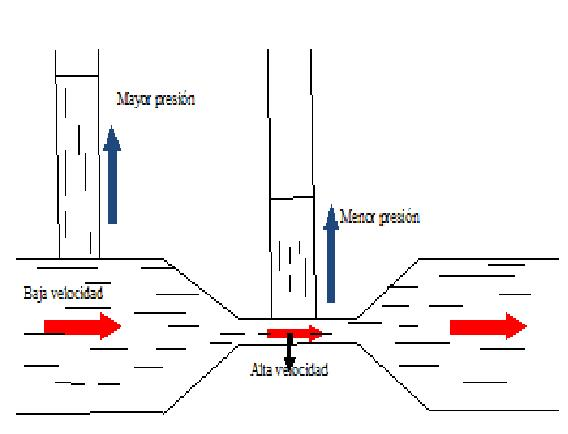 Mayor presión
Menor presión
Baja velocidad
Alta velocidad